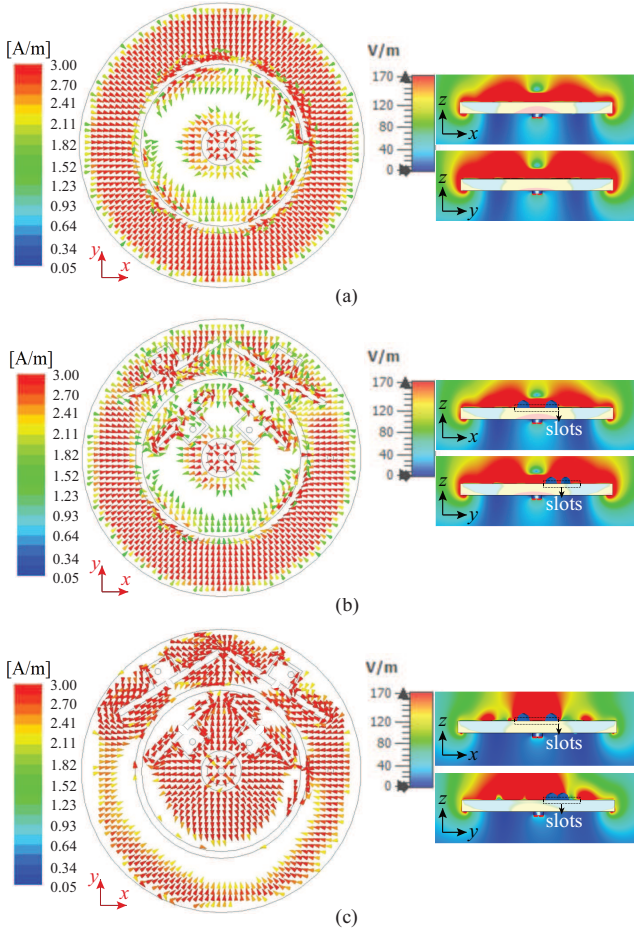 [A/m]
3.00
2.70
2.41
2.11
1.82
1.52
1.23
0.93
0.64
0.34
0.05
y
x
V/m
170
120
80
40
0
z
x
z
y
(a)
[A/m]
3.00
2.70
2.41
2.11
1.82
1.52
1.23
0.93
0.64
0.34
0.05
y
x
V/m
170
120
80
40
0
z
x
slots
z
y
slots
(b)
[A/m]
3.00
2.70
2.41
2.11
1.82
1.52
1.23
0.93
0.64
0.34
0.05
y
x
V/m
170
120
80
40
0
z
x
slots
z
y
slots
(c)